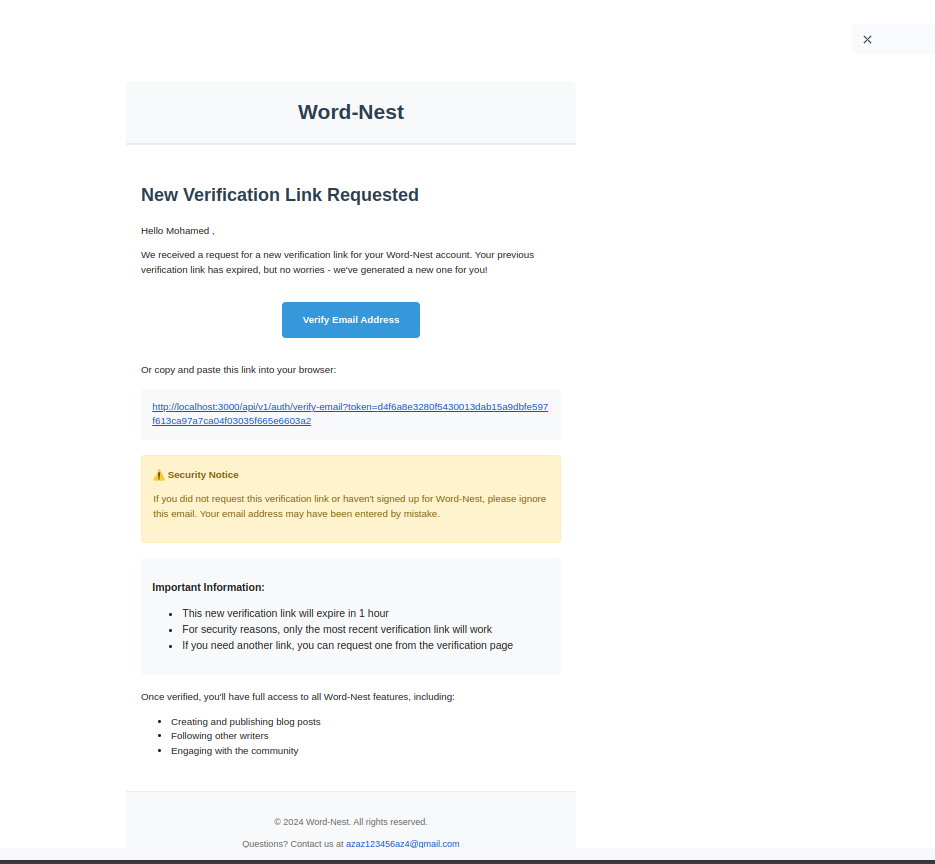 Word-Nest
New Verification Link Requested
Hello Mohamed ,
We received a request for a new verification link for your Word-Nest account. Your previous
verification link has expired, but no worries - we've generated a new one for you!
Verify Email Address
Or copy and paste this link into your browser:
http://localhost:3000/api/v1/auth/verify-email?token=d4f6a8e3280f5430013dab15a9dbfe597
f613ca97a7ca04f03035f665e6603a2
⚠️ Security Notice
If you did not request this verification link or haven't signed up for Word-Nest, please ignore
this email. Your email address may have been entered by mistake.
Important Information:
• This new verification link will expire in 1 hour
• For security reasons, only the most recent verification link will work
• If you need another link, you can request one from the verification page
Once verified, you'll have full access to all Word-Nest features, including:
• Creating and publishing blog posts
• Following other writers
• Engaging with the community
© 2024 Word-Nest. All rights reserved.
Questions? Contact us at azaz123456az4@gmail.com